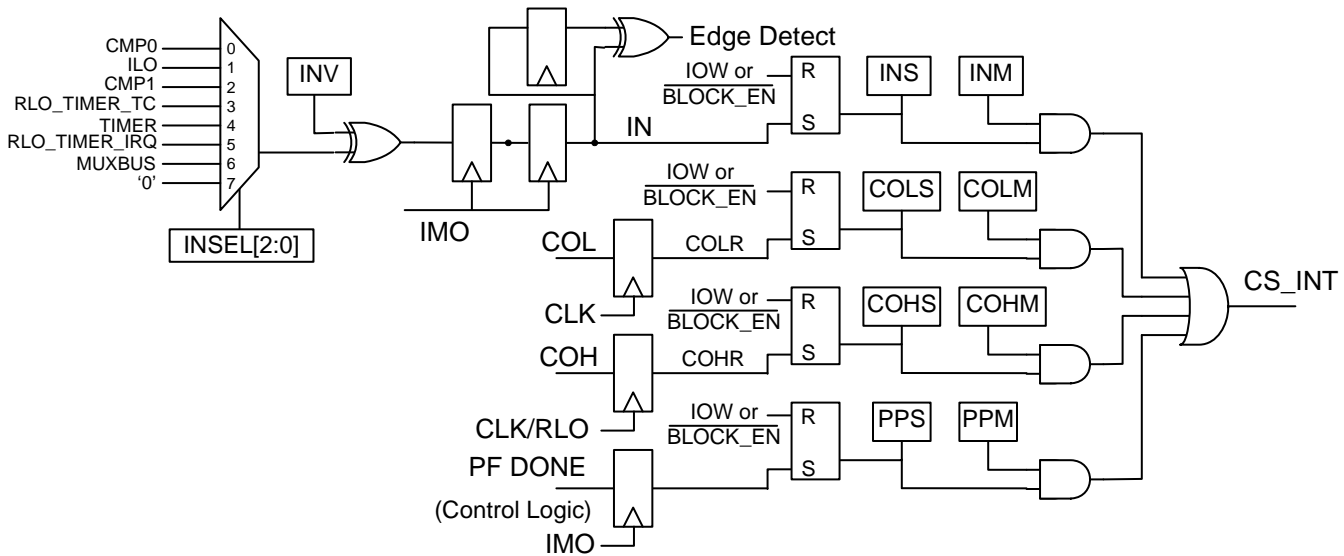 CMP0
ILO
CMP1
RLO_TIMER_TC
TIMER
RLO_TIMER_IRQ
MUXBUS
'0'
0
1
2
3
4
5
6
7
INSEL[2:0]
INV
IMO
Edge Detect
IN
IOW or
BLOCK_EN
R
S
INS
INM
COL
CLK
COLR
IOW or
BLOCK_EN
R
S
COLS
COLM
COH
CLK/RLO
COHR
IOW or
BLOCK_EN
R
S
COHS
COHM
PF DONE
(Control Logic)
IMO
IOW or
BLOCK_EN
R
S
PPS
PPM
CS_INT